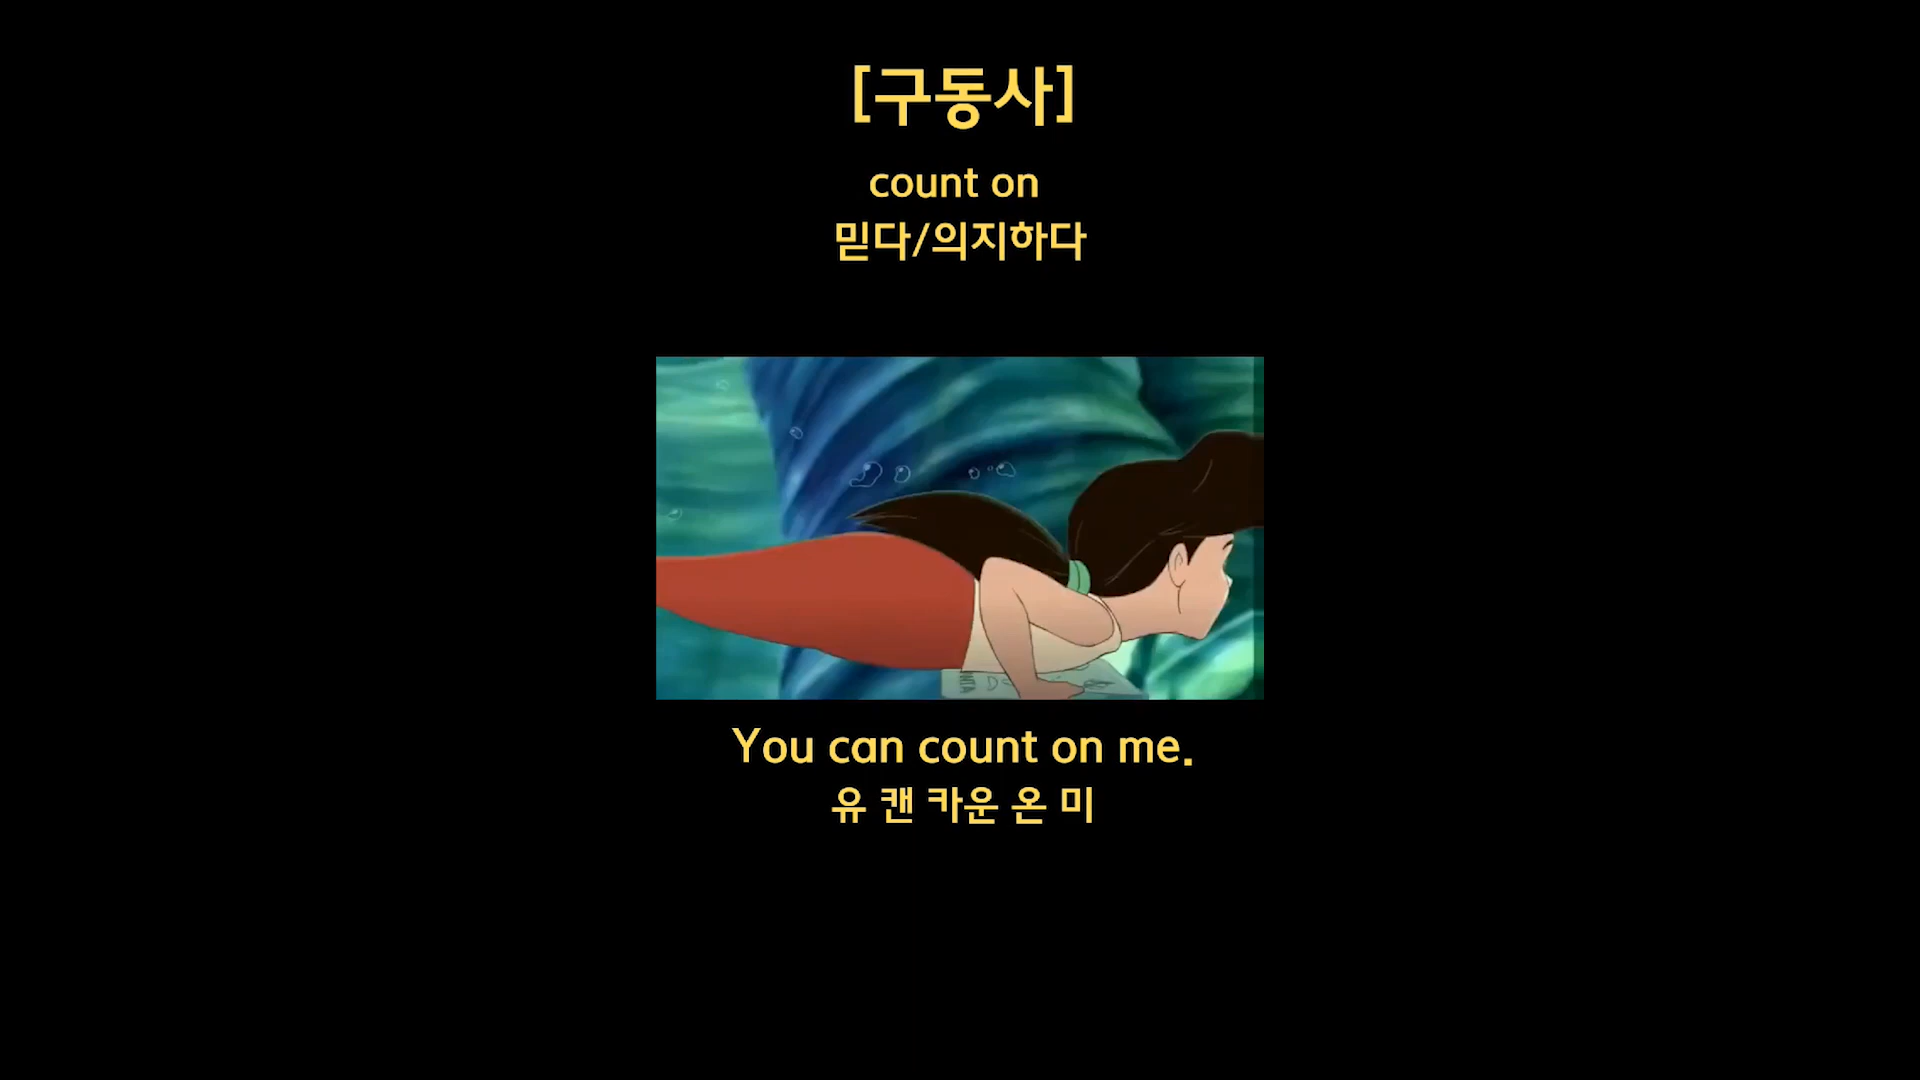 [구동사]
count on
믿다/의지하다
You can count on me.
유 캔 카운 온 미